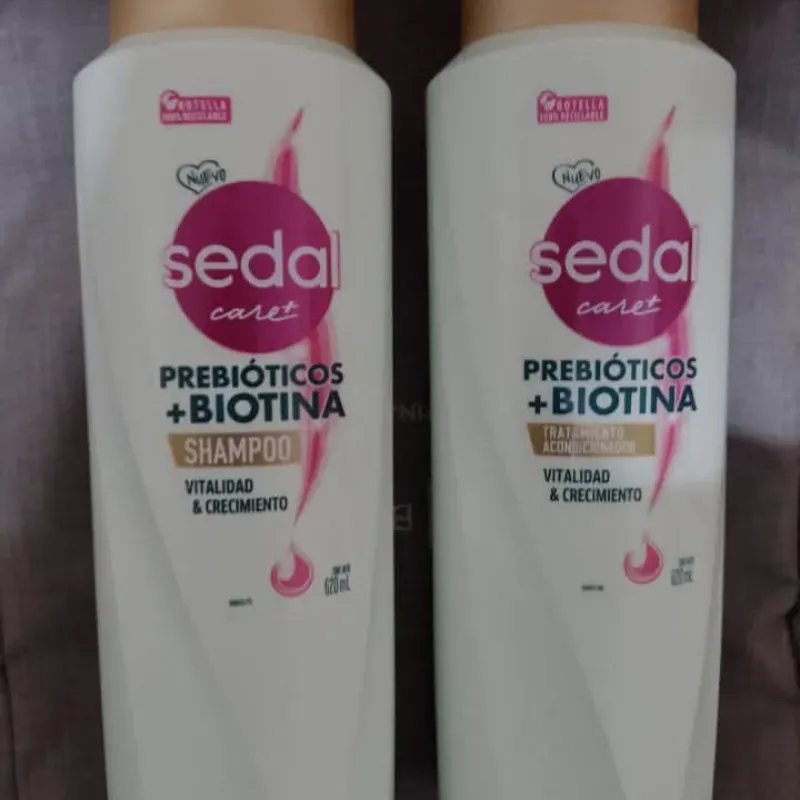 BOTELLA
100% RECICLABLE
NUEVO
sedal
care+
PREBIÓTICOS
+BIOTINA
SHAMPOO
VITALIDAD
& CRECIMIENTO
620 mL
BOTELLA
100% RECICLABLE
NUEVO
sedal
care+
PREBIÓTICOS
+BIOTINA
TRATAMIENTO
ACONDICIONADOR
VITALIDAD
& CRECIMIENTO
620 mL